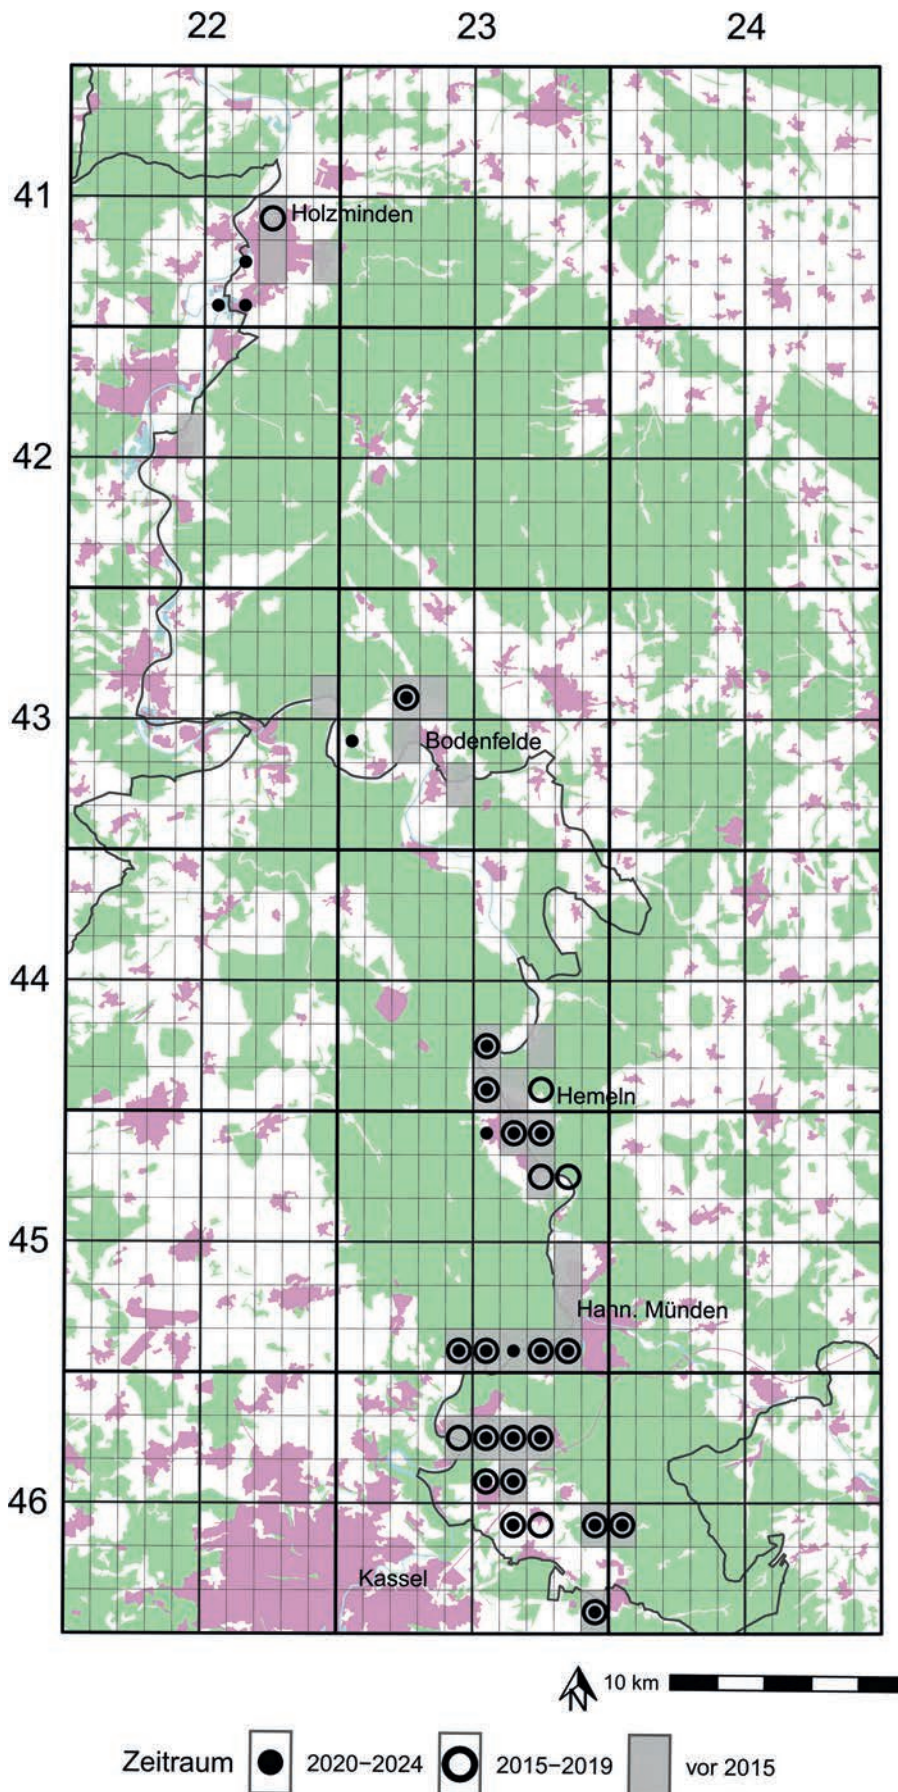 22 23 24
41
Holzminden
42
43
Bodenfelde
44
Hemeln
45
Hann. Münden
46
Kassel
N 10 km
Zeitraum 2020–2024 2015–2019 vor 2015